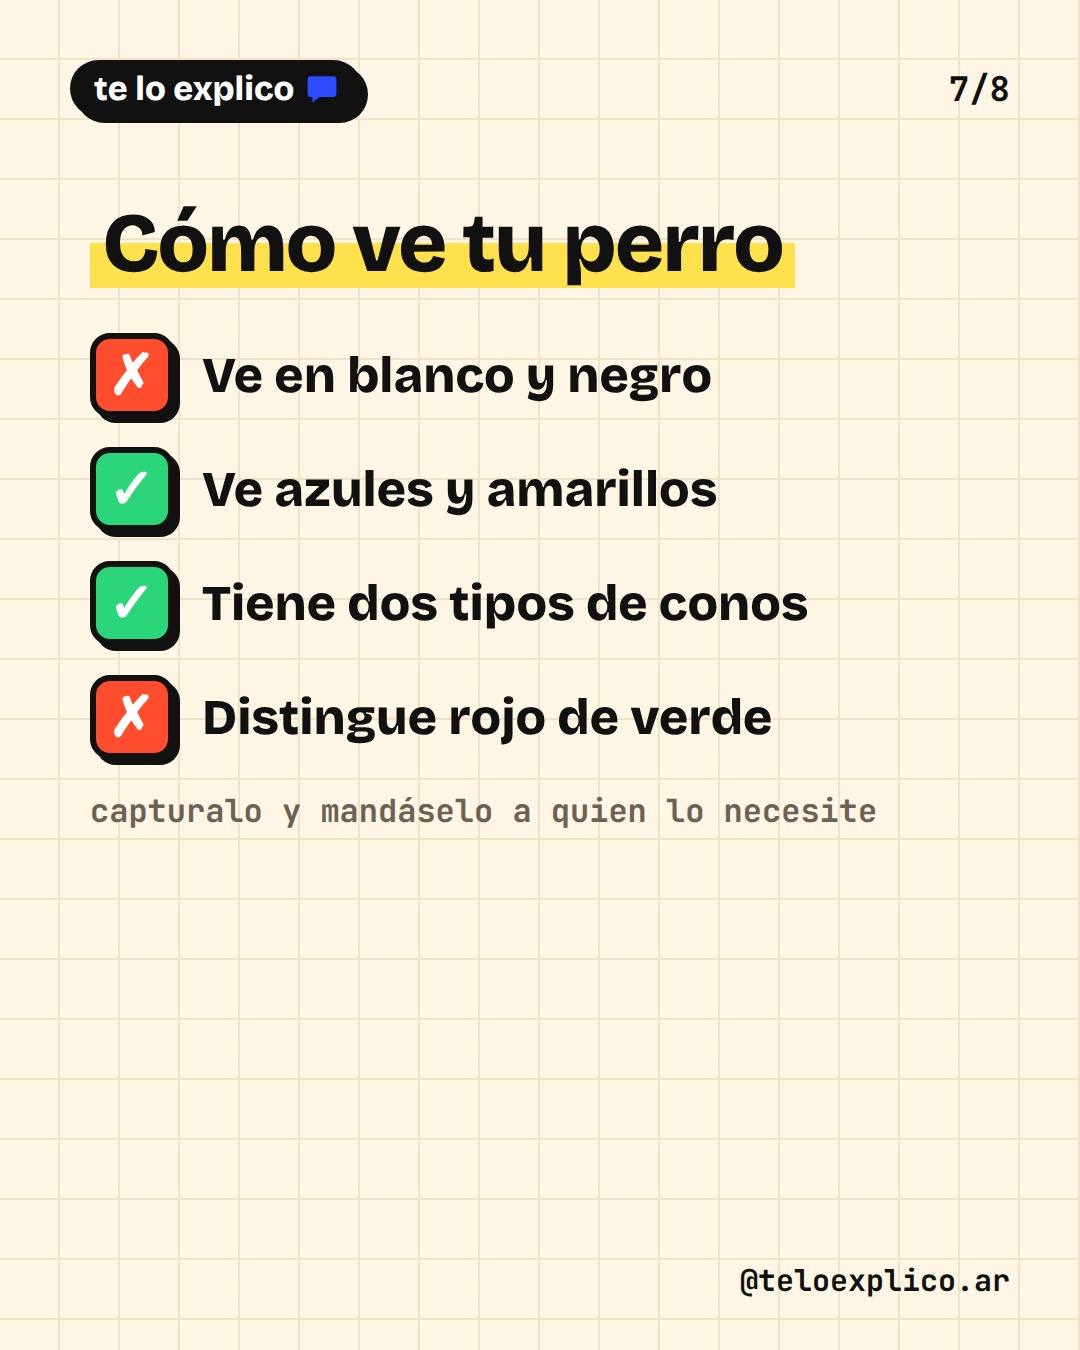 te lo explico
7/8
Cómo ve tu perro
✗ Ve en blanco y negro
✓ Ve azules y amarillos
✓ Tiene dos tipos de conos
✗ Distingue rojo de verde
capturalo y mandáselo a quien lo necesite
@teloexplico.ar